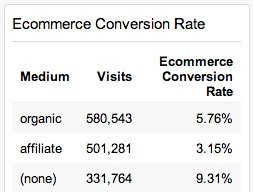 Ecommerce Conversion Rate
Medium Visits Ecommerce Conversion Rate
organic 580,543 5.76%
affiliate 501,281 3.15%
(none) 331,764 9.31%